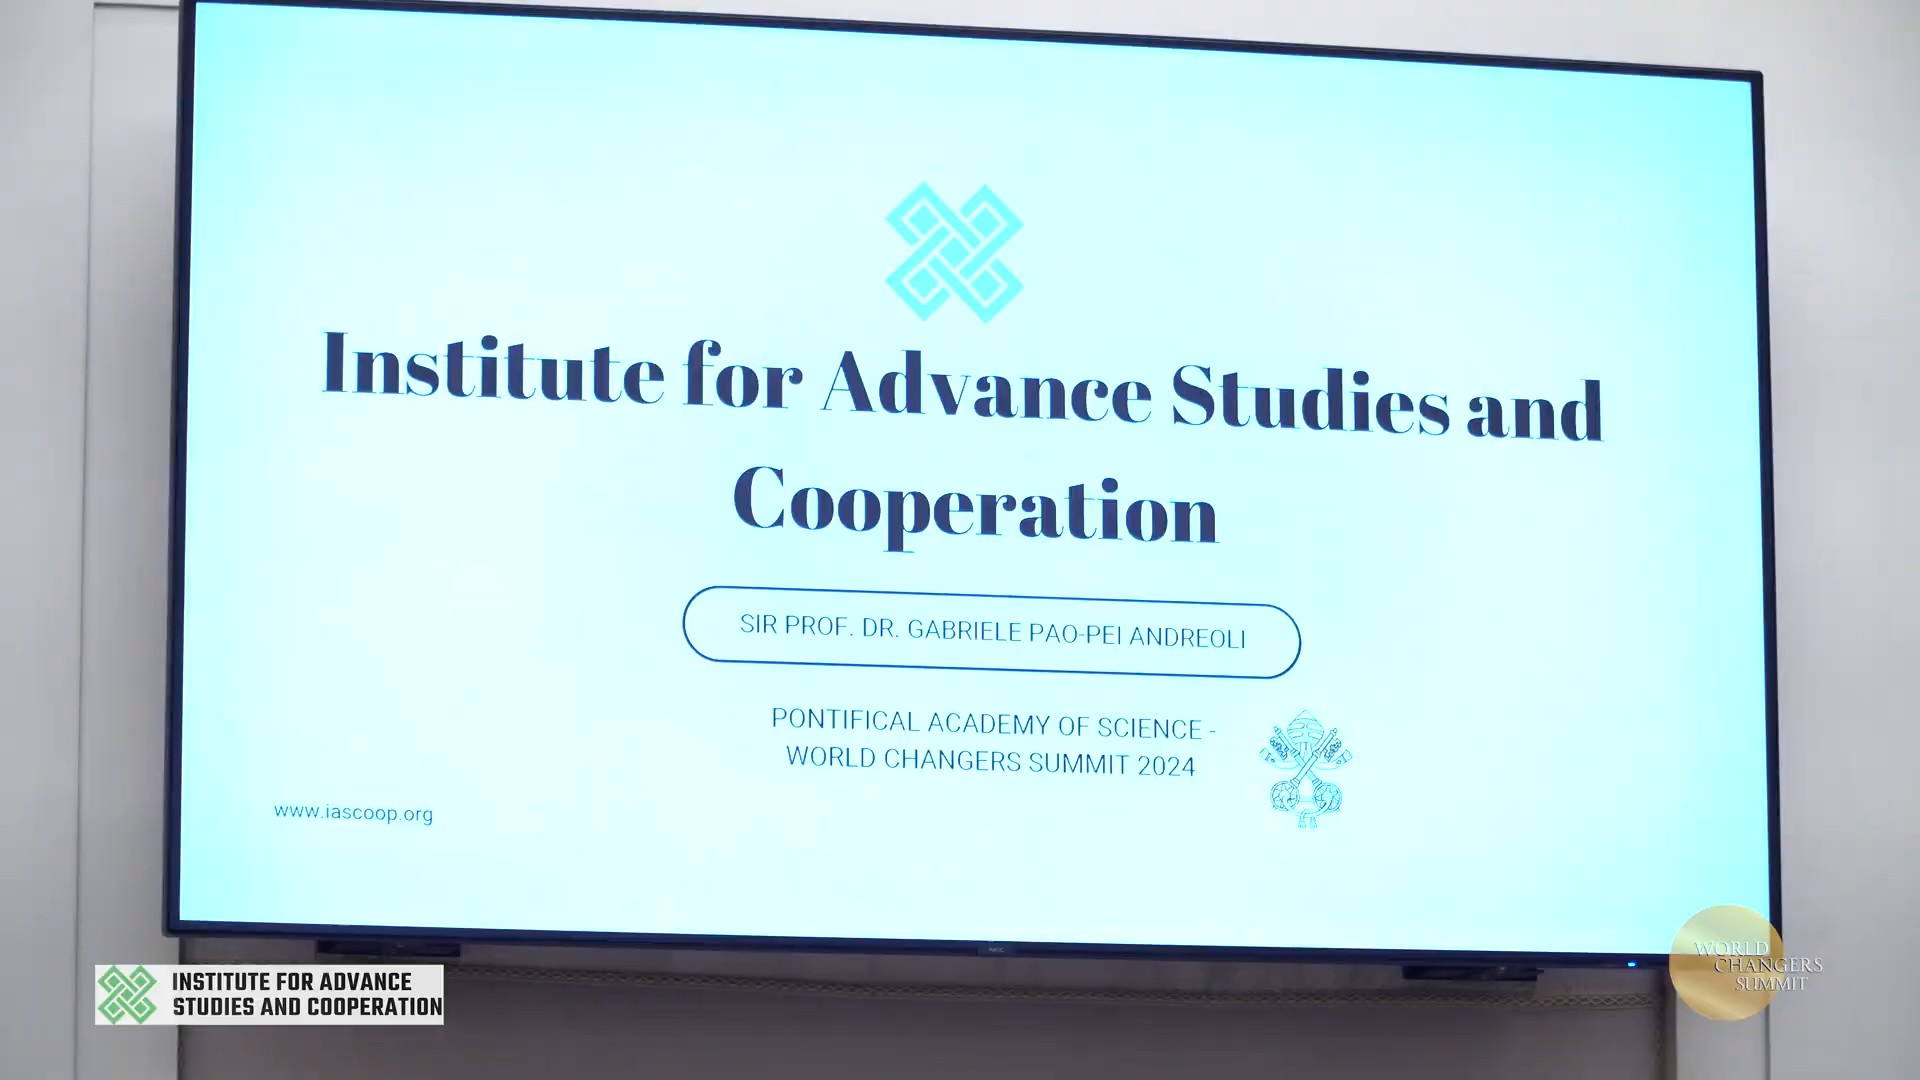 Institute for Advance Studies and
Cooperation
SIR PROF. DR. GABRIELE PAO-PEI ANDREOLI
PONTIFICAL ACADEMY OF SCIENCE -
WORLD CHANGERS SUMMIT 2024
www.iascoop.org
NEC
INSTITUTE FOR ADVANCE
STUDIES AND COOPERATION
WORLD
CHANGERS
SUMMIT